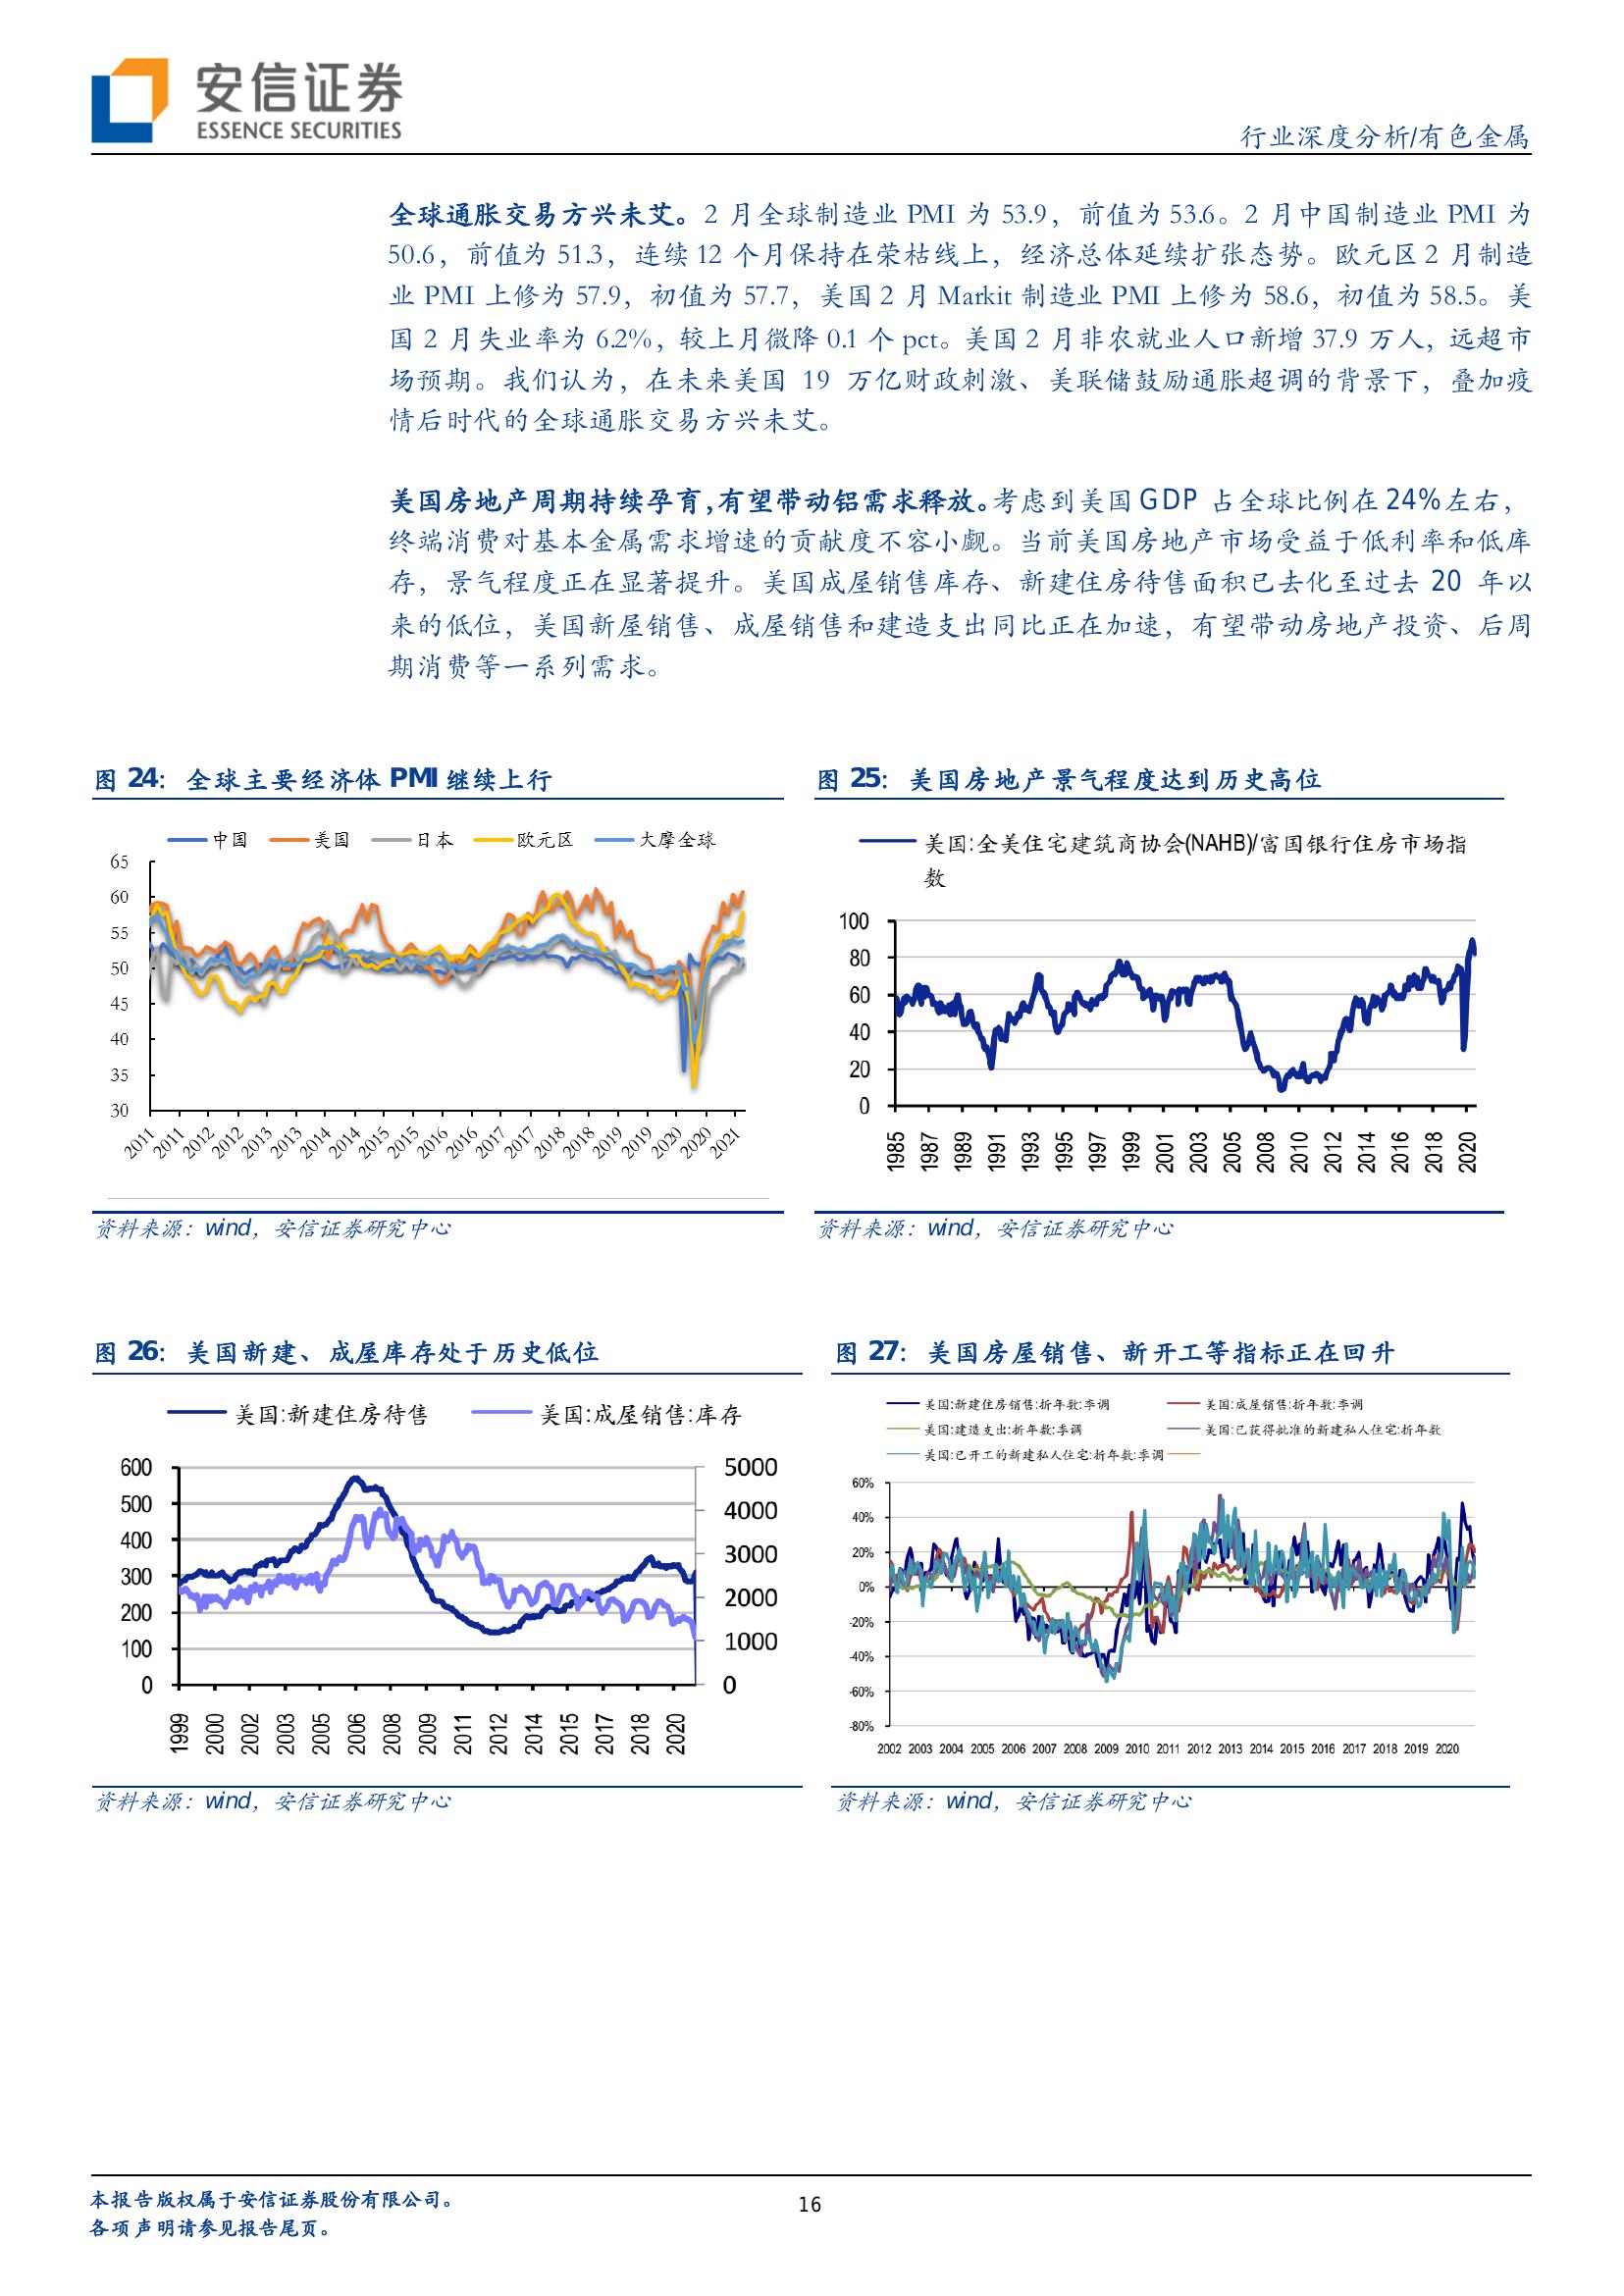 安信证券
ESSENCE SECURITIES
行业深度分析/有色金属
全球通胀交易方兴未艾。2 月全球制造业 PMI 为 53.9，前值为 53.6。2 月中国制造业 PMI 为
50.6，前值为 51.3，连续 12 个月保持在荣枯线上，经济总体延续扩张态势。欧元区 2 月制造
业 PMI 上修为 57.9，初值为 57.7，美国 2 月 Markit 制造业 PMI 上修为 58.6，初值为 58.5。美
国 2 月失业率为 6.2%，较上月微降 0.1 个 pct。美国 2 月非农就业人口新增 37.9 万人，远超市
场预期。我们认为，在未来美国 19 万亿财政刺激、美联储鼓励通胀超调的背景下，叠加疫
情后时代的全球通胀交易方兴未艾。
美国房地产周期持续孕育,有望带动铝需求释放。考虑到美国 GDP 占全球比例在 24%左右，
终端消费对基本金属需求增速的贡献度不容小觑。当前美国房地产市场受益于低利率和低库
存，景气程度正在显著提升。美国成屋销售库存、新建住房待售面积已去化至过去 20 年以
来的低位，美国新屋销售、成屋销售和建造支出同比正在加速，有望带动房地产投资、后周
期消费等一系列需求。
图 24：全球主要经济体 PMI 继续上行
中国 美国 日本 欧元区 大摩全球
65
60
55
50
45
40
35
30
2011 2011 2012 2012 2013 2013 2014 2014 2015 2015 2016 2016 2017 2017 2018 2018 2019 2019 2020 2020 2021
资料来源：wind，安信证券研究中心
图 25：美国房地产景气程度达到历史高位
美国:全美住宅建筑商协会(NAHB)/富国银行住房市场指
数
100
80
60
40
20
0
1985 1987 1989 1991 1993 1995 1997 1999 2001 2003 2005 2008 2010 2012 2014 2016 2018 2020
资料来源：wind，安信证券研究中心
图 26：美国新建、成屋库存处于历史低位
美国:新建住房待售 美国:成屋销售:库存
600 5000
500 4000
400 3000
300 2000
200 1000
100 0
0
1999 2000 2002 2003 2005 2006 2008 2009 2011 2012 2014 2015 2017 2018 2020
资料来源：wind，安信证券研究中心
图 27：美国房屋销售、新开工等指标正在回升
美国:新建住房销售:折年数:季调 美国:成屋销售:折年数:季调
美国:建造支出:折年数:季调 美国:已获得批准的新建私人住宅:折年数
美国:已开工的新建私人住宅:折年数:季调
60%
40%
20%
0%
-20%
-40%
-60%
-80%
2002 2003 2004 2005 2006 2007 2008 2009 2010 2011 2012 2013 2014 2015 2016 2017 2018 2019 2020
资料来源：wind，安信证券研究中心
本报告版权属于安信证券股份有限公司。
各项声明请参见报告尾页。
16